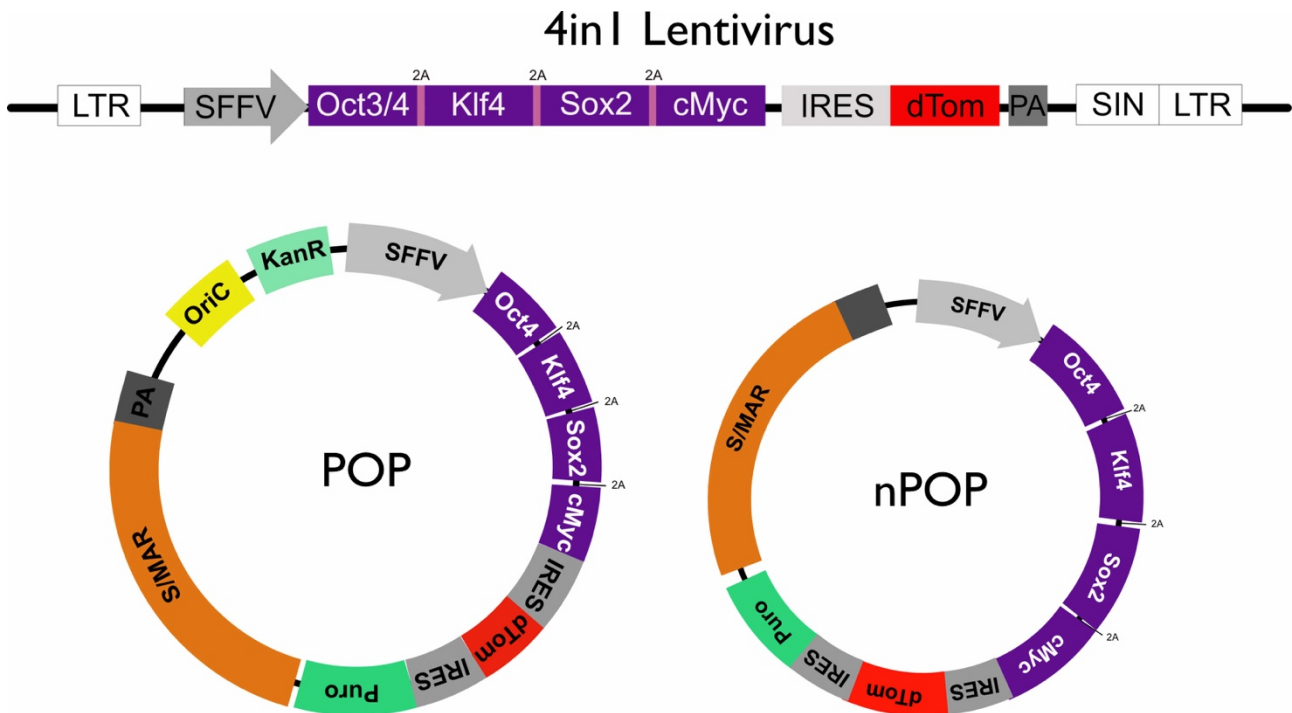 4in1 Lentivirus
2A 2A 2A
LTR SFFV Oct3/4 Klf4 Sox2 cMyc IRES dTom PA SIN LTR
POP
KanR
SFFV
Oct4
2A
Klf4
2A
Sox2
2A
cMyc
IRES
dTom
IRES
Puro
S/MAR
PA
OriC
nPOP
SFFV
Oct4
2A
Klf4
2A
Sox2
2A
cMyc
IRES
dTom
IRES
Puro
S/MAR